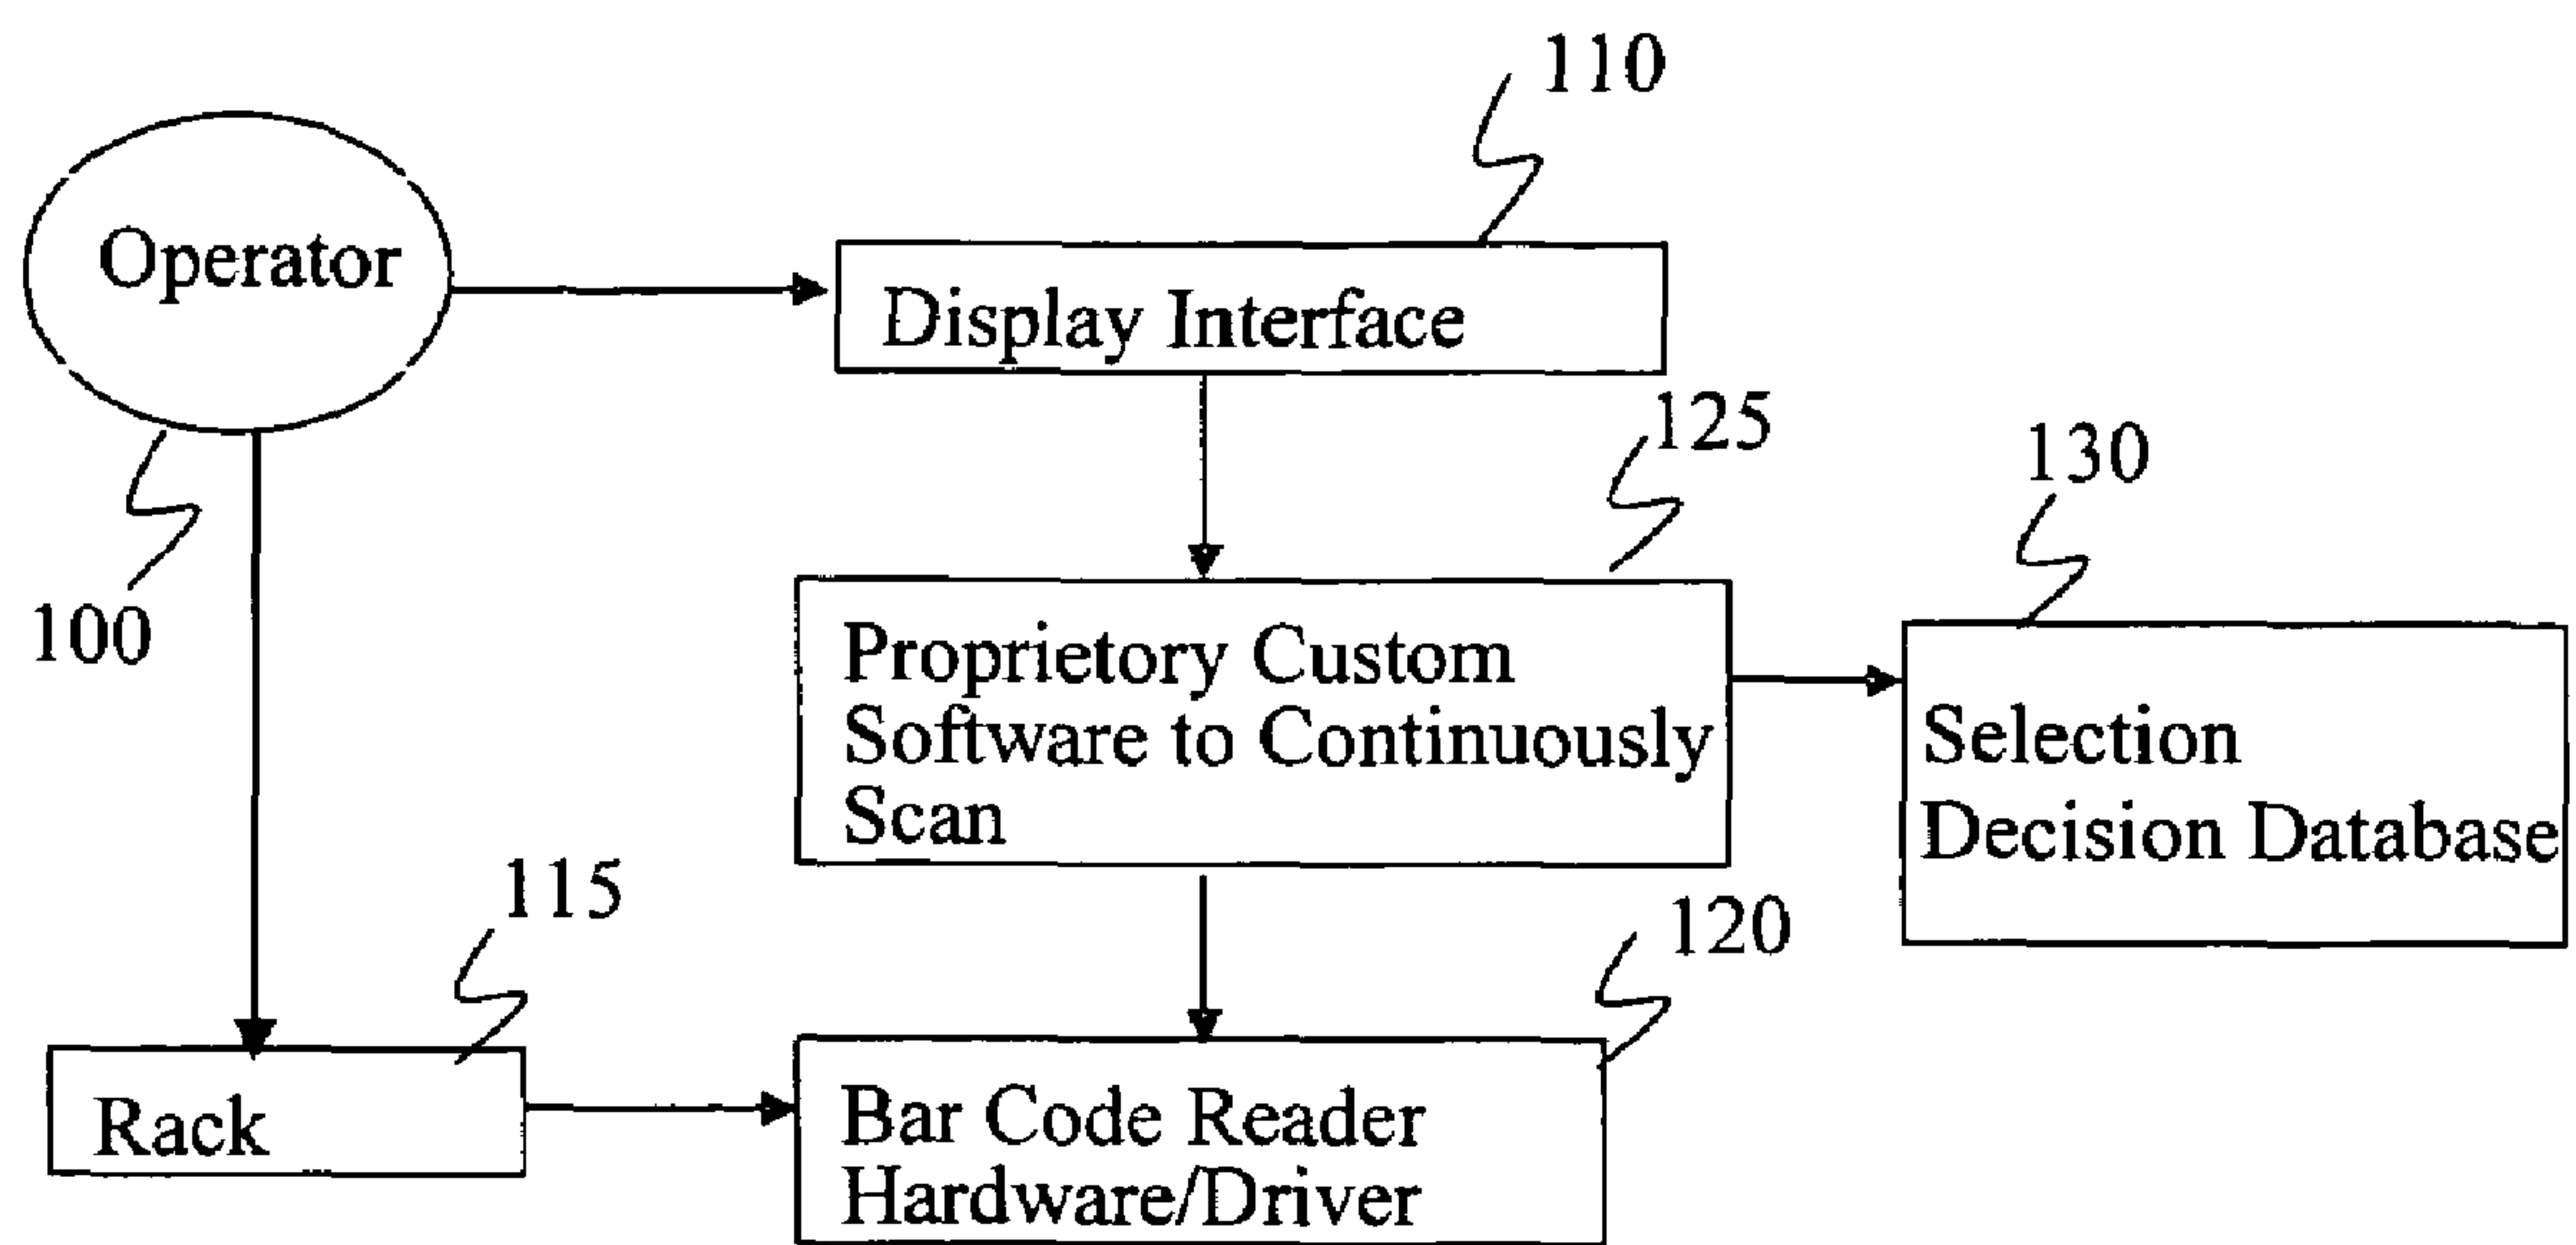 110
Operator
Display Interface
125
130
100
Proprietory Custom
Software to Continuously
Scan
Selection
Decision Database
115
120
Rack
Bar Code Reader
Hardware/Driver